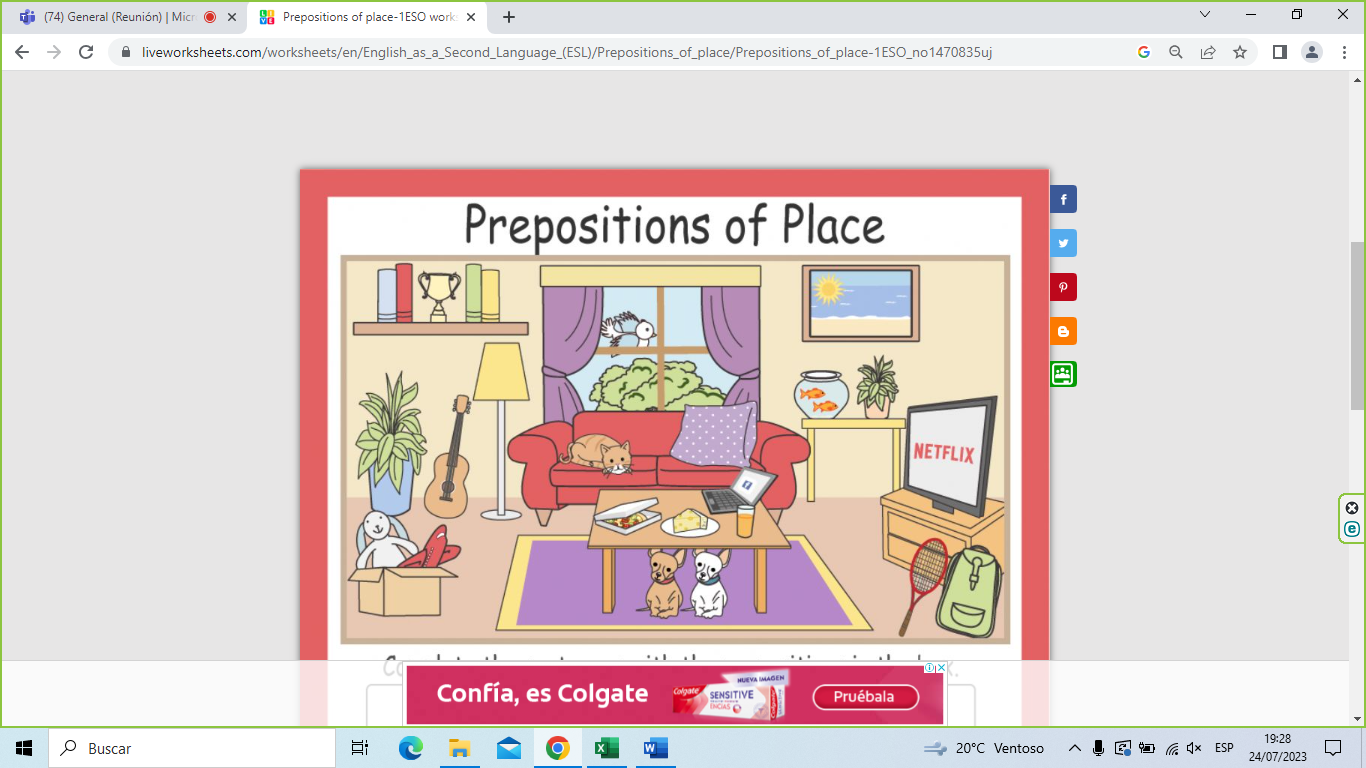 (74) General (Reunión) | Micr
Prepositions of place-1ESO work
liveworksheets.com/worksheets/en/English_as_a_Second_Language_(ESL)/Prepositions_of_place/Prepositions_of_place-1ESO_no1470835uj
Prepositions of Place
NETFLIX
Confía, es Colgate
NUEVA IMAGEN
Colgate
SENSITIVE
ENCIAS
Pruébala
Buscar
20°C Ventoso
ESP
19:28
24/07/2023